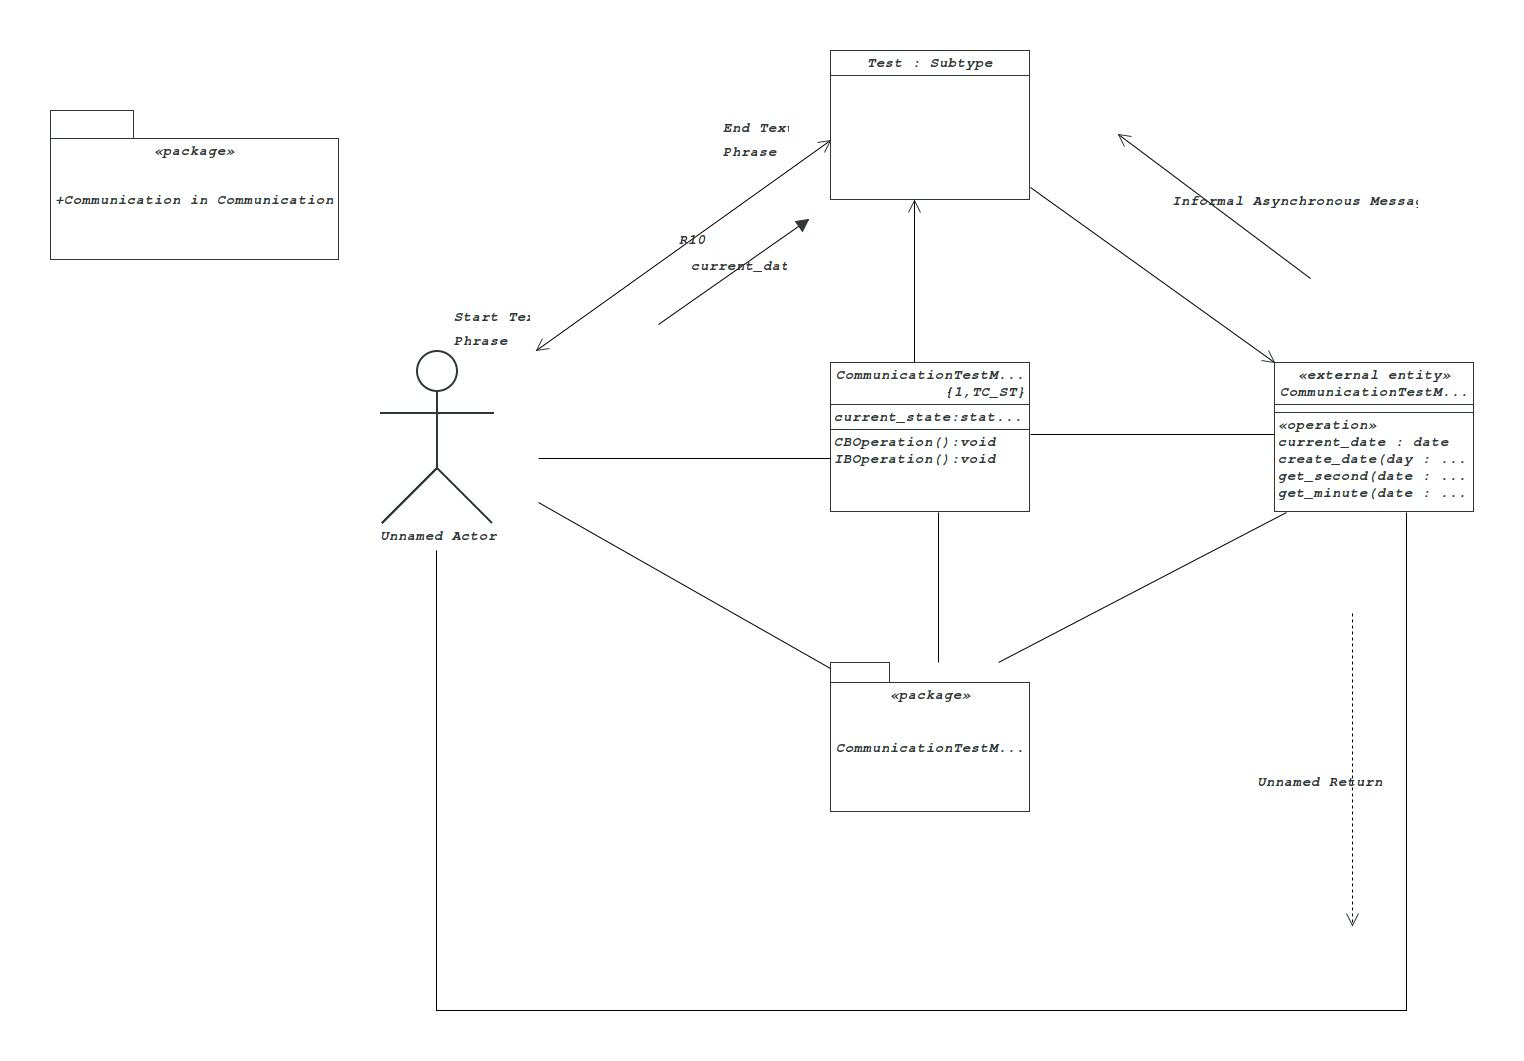 Test : Subtype
End Text
Phrase
«package»
+Communication in Communication
Informal Asynchronous Messag
R10
current_dat
Start Tex
Phrase
CommunicationTestM...
{1,TC_ST}
current_state:stat...
CBOperation():void
IBOperation():void
«external entity»
CommunicationTestM...
«operation»
current_date : date
create_date(day : ...
get_second(date : ...
get_minute(date : ...
Unnamed Actor
«package»
CommunicationTestM...
Unnamed Return